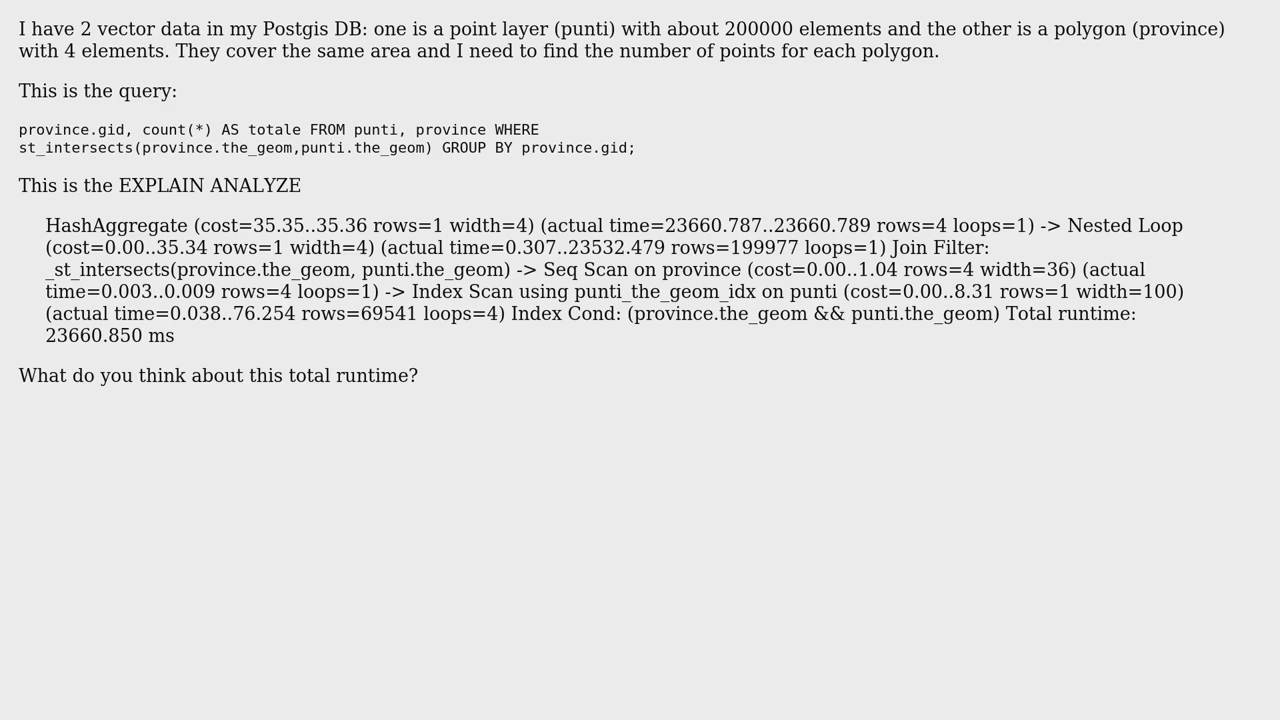 I have 2 vector data in my Postgis DB: one is a point layer (punti) with about 200000 elements and the other is a polygon (province)
with 4 elements. They cover the same area and I need to find the number of points for each polygon.
This is the query:
province.gid, count(*) AS totale FROM punti, province WHERE
st_intersects(province.the_geom,punti.the_geom) GROUP BY province.gid;
This is the EXPLAIN ANALYZE
HashAggregate (cost=35.35..35.36 rows=1 width=4) (actual time=23660.787..23660.789 rows=4 loops=1) -> Nested Loop
(cost=0.00..35.34 rows=1 width=4) (actual time=0.307..23532.479 rows=199977 loops=1) Join Filter:
_st_intersects(province.the_geom, punti.the_geom) -> Seq Scan on province (cost=0.00..1.04 rows=4 width=36) (actual
time=0.003..0.009 rows=4 loops=1) -> Index Scan using punti_the_geom_idx on punti (cost=0.00..8.31 rows=1 width=100)
(actual time=0.038..76.254 rows=69541 loops=4) Index Cond: (province.the_geom && punti.the_geom) Total runtime:
23660.850 ms
What do you think about this total runtime?